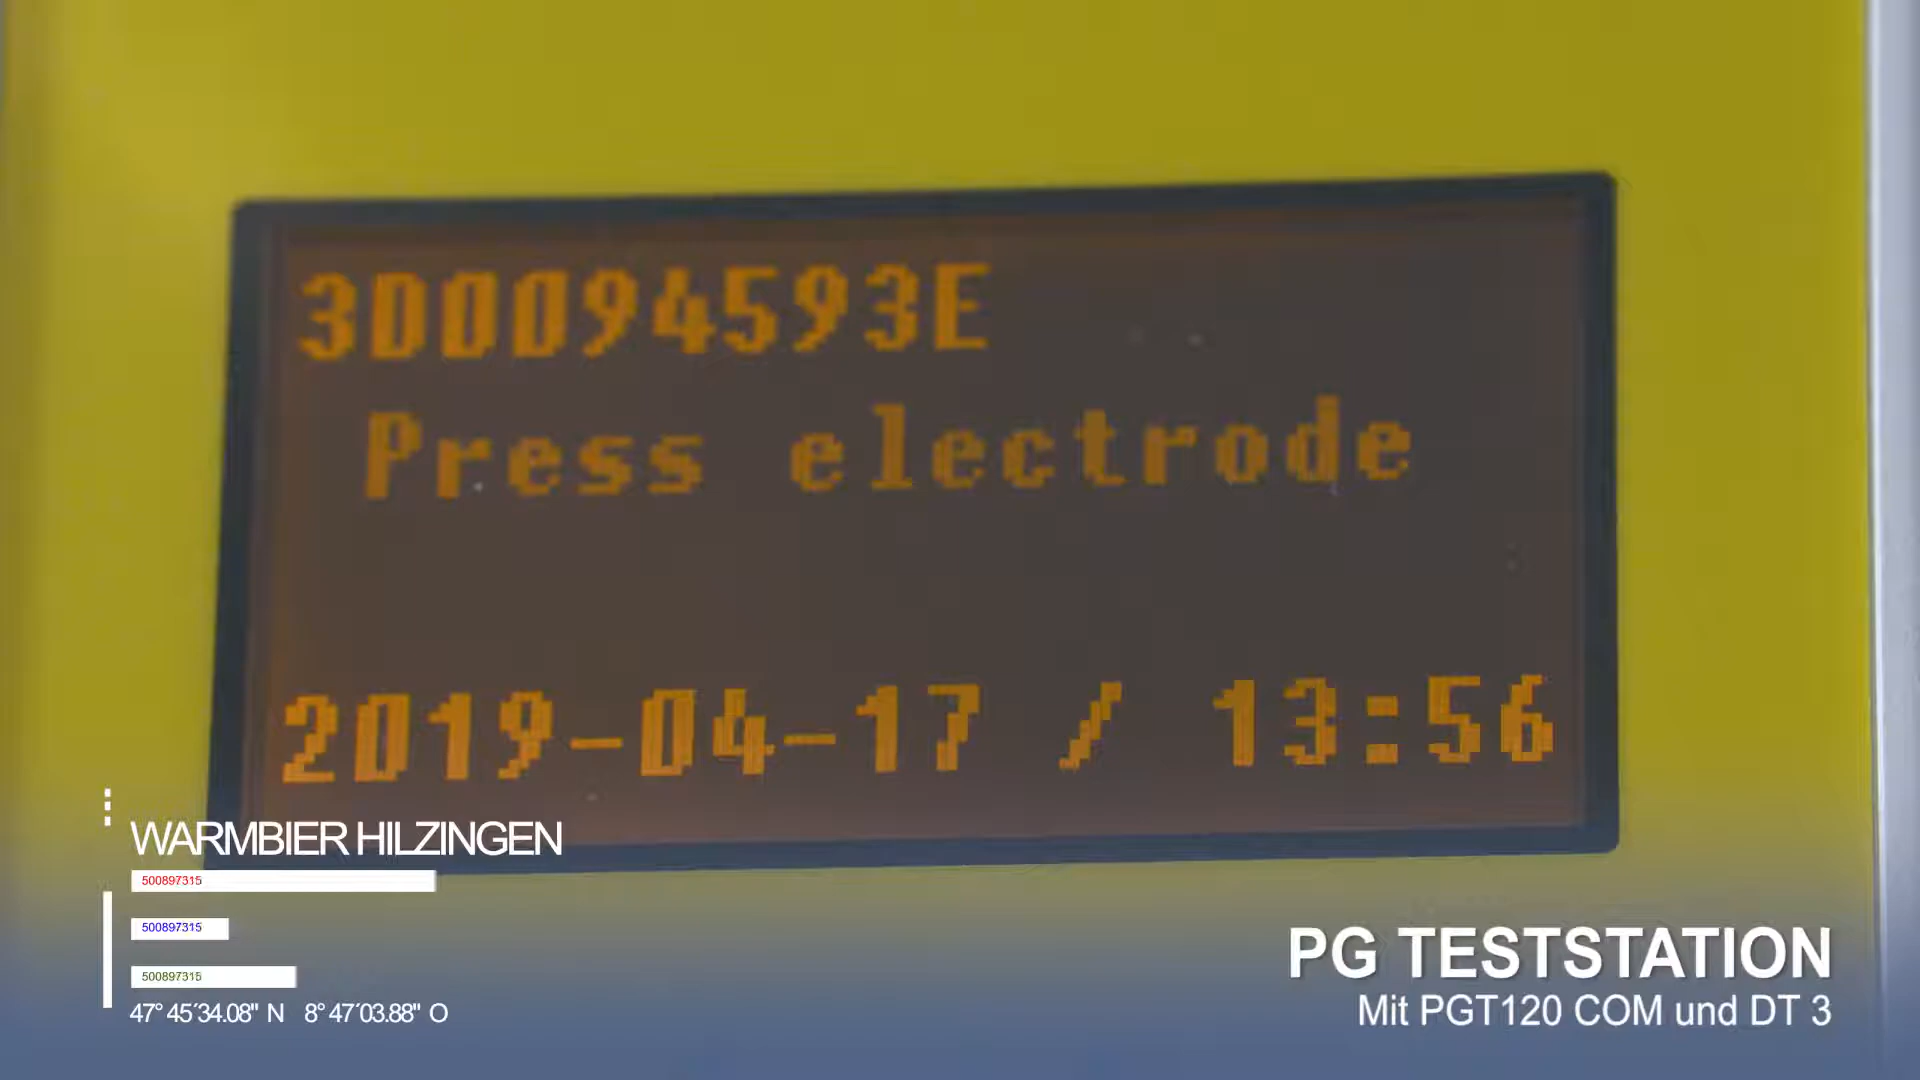 3D0094593E
Press electrode
2019-04-17 / 13:56
WARMBIER HILZINGEN
500897315
500897315
500897315
47° 45´34.08" N 8° 47´03.88" O
PG TESTSTATION
Mit PGT120 COM und DT 3